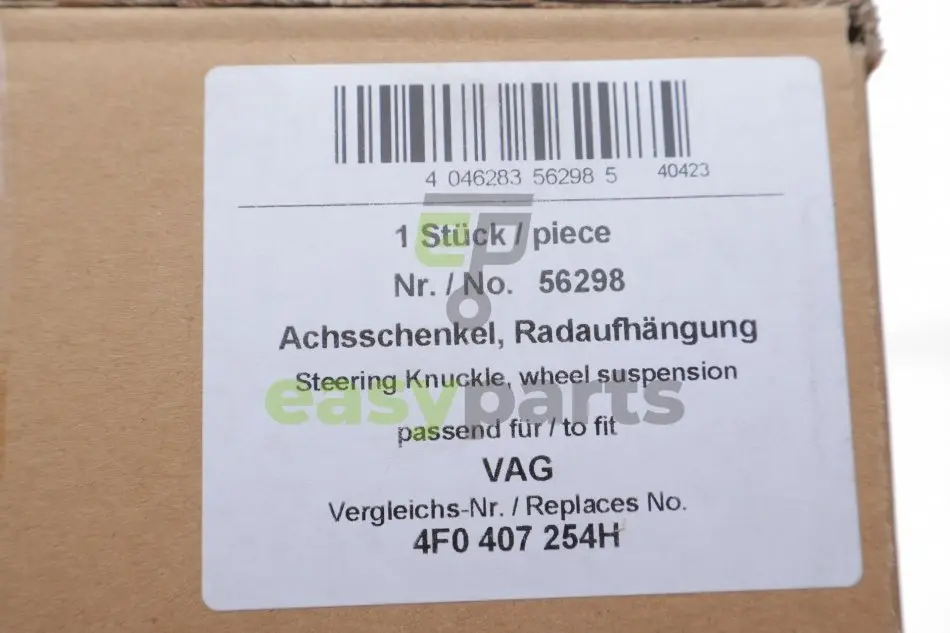 4 046283 56298 5 40423
1 Stück / piece
Nr. / No. 56298
Achsschenkel, Radaufhängung
Steering Knuckle, wheel suspension
easyparts
passend für / to fit
VAG
Vergleichs-Nr. / Replaces No.
4F0 407 254H